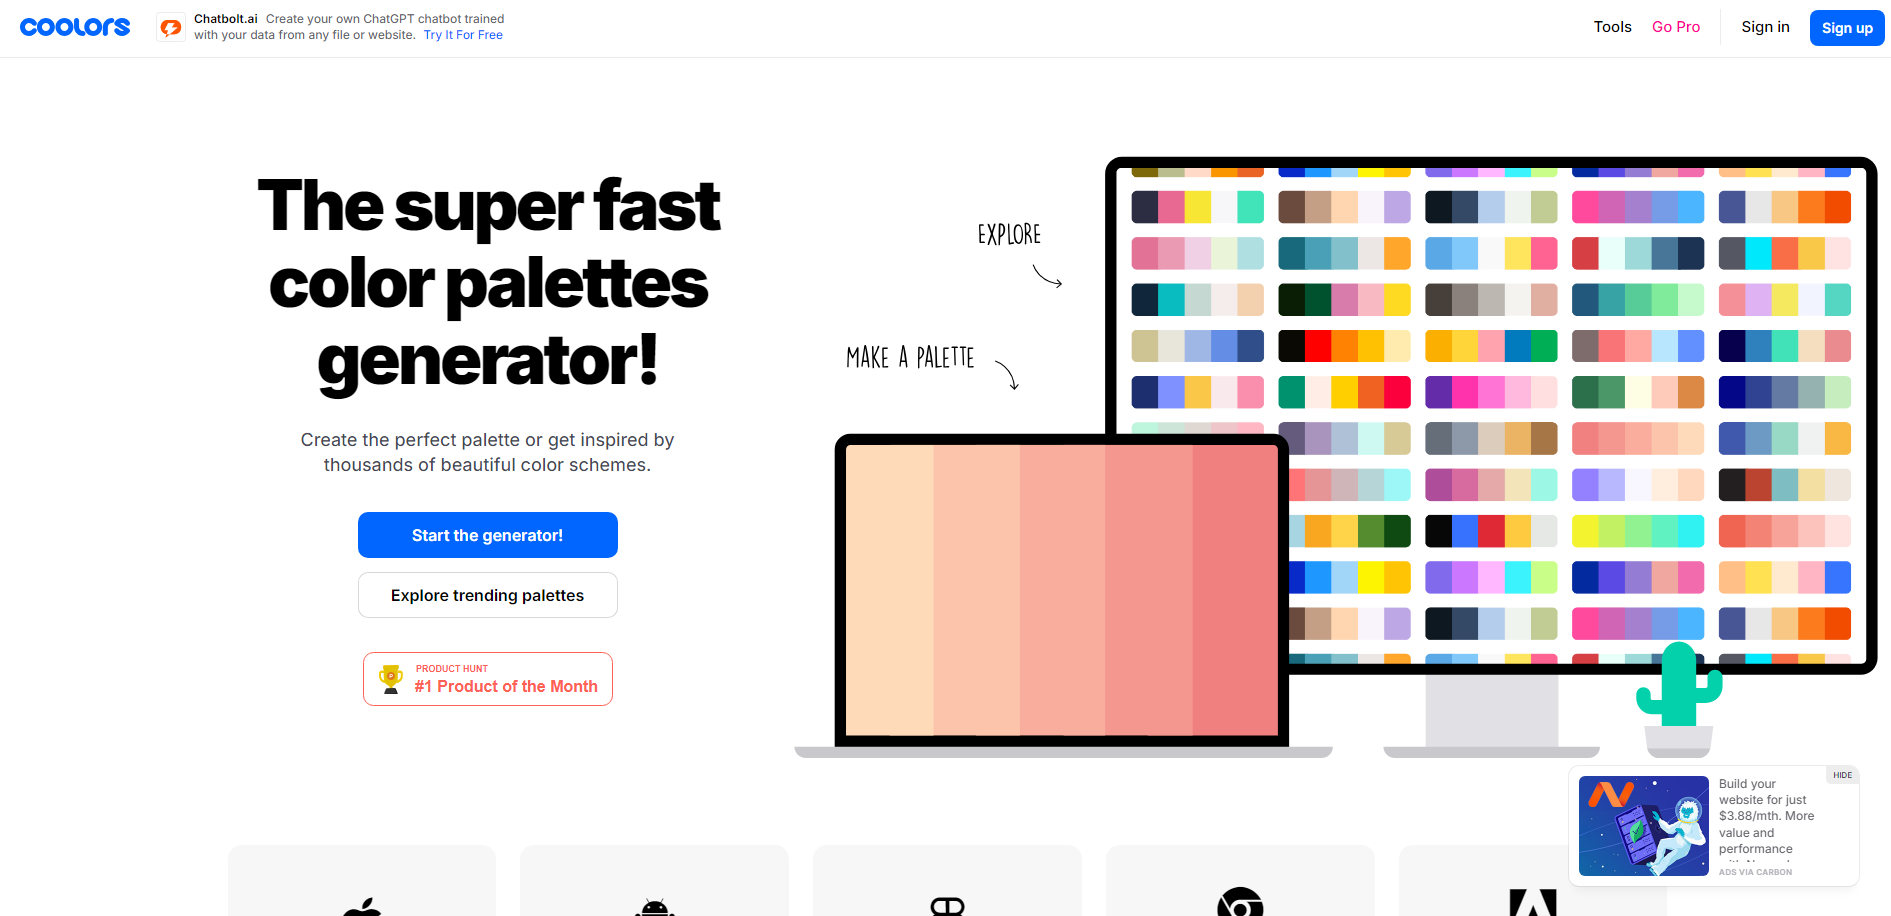 coolors
Chatbolt.ai Create your own ChatGPT chatbot trained
with your data from any file or website. Try It For Free
Tools Go Pro Sign in Sign up
The super fast
color palettes
generator!
Create the perfect palette or get inspired by
thousands of beautiful color schemes.
Start the generator!
Explore trending palettes
PRODUCT HUNT
#1 Product of the Month
EXPLORE
MAKE A PALETTE
HIDE
Build your
website for just
$3.88/mth. More
value and
performance
ADS VIA CARBON